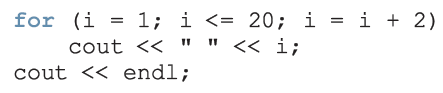 for (i = 1; i <= 20; i = i + 2)
    cout << " " << i;
cout << endl;